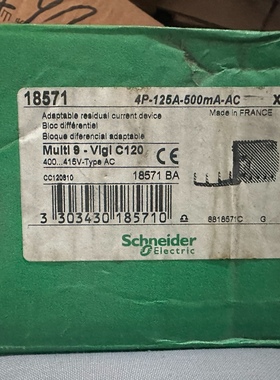 18571
4P-125A-500mA-AC X
Adaptable residual current device
Made in FRANCE
Bloc différentiel
Bloque diferencial adaptable
Multi 9 - Vigi C120 CE
400...415V-Type AC
CC120610
18571 BA
3 303430 185710
8818571C G
Schneider
Electric